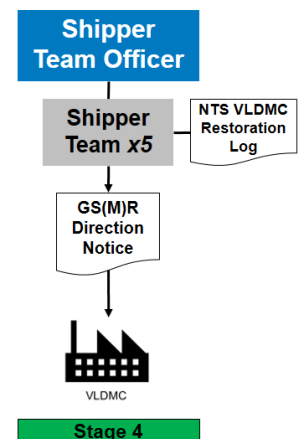 Shipper
Team Officer
Shipper
Team x5
NTS VLDMC
Restoration
Log
GS(M)R
Direction
Notice
VLDMC
Stage 4